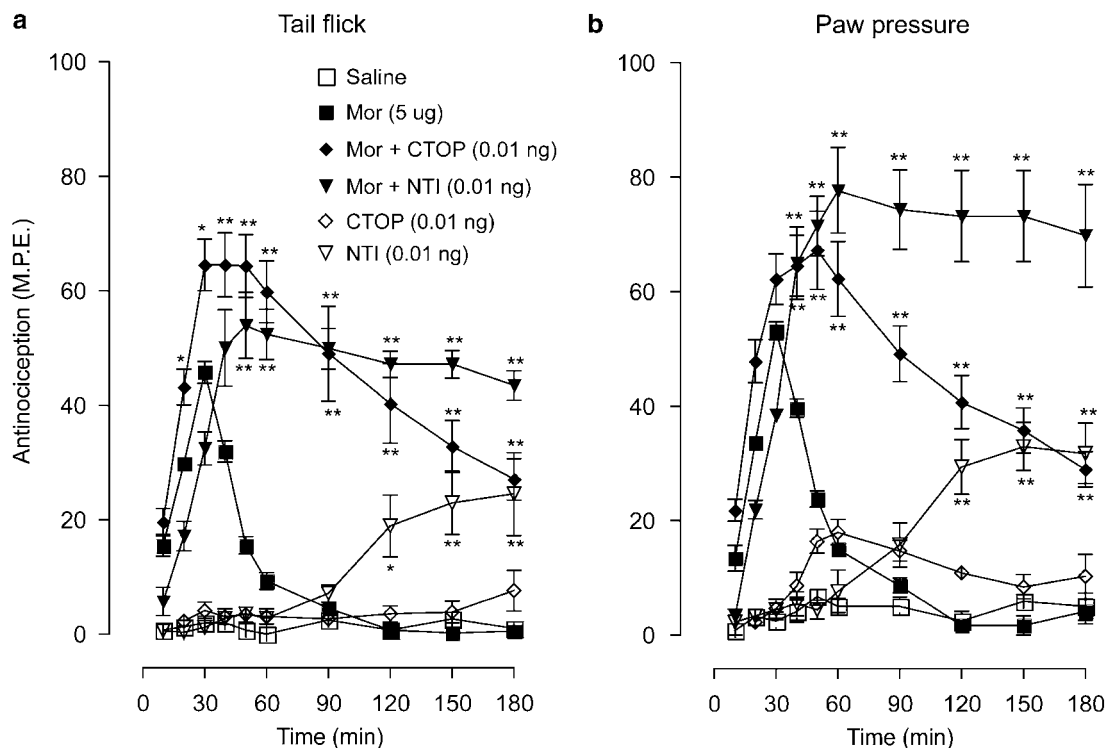 a
Tail flick
Antinociception (M.P.E.)
100
80
60
40
20
0
Saline
Mor (5 ug)
Mor + CTOP (0.01 ng)
Mor + NTI (0.01 ng)
CTOP (0.01 ng)
NTI (0.01 ng)
* * ** ** **
** ** ** **
** ** ** ** ** **
* ** **
0 30 60 90 120 150 180
Time (min)
b
Paw pressure
100
80
60
40
20
0
** ** ** ** ** ** **
** ** ** ** ** ** **
** ** **
0 30 60 90 120 150 180
Time (min)